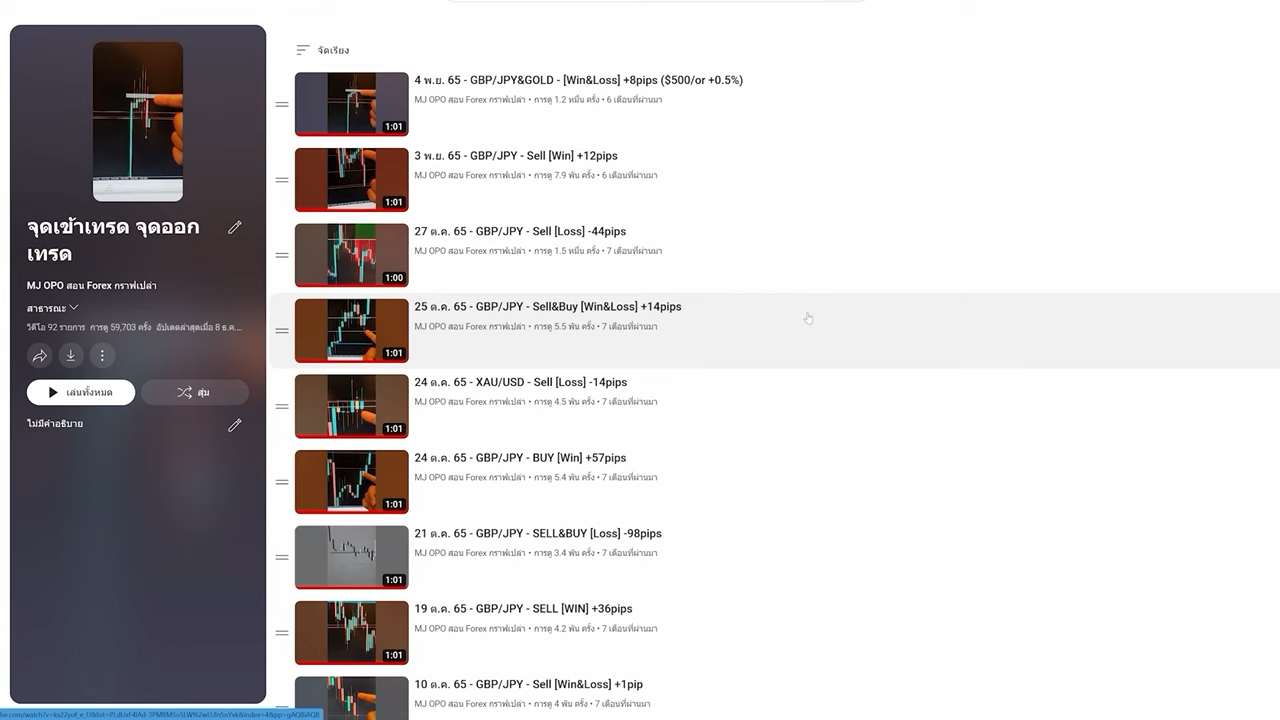 จุดเข้าเทรด จุดออก
เทรด
MJ OPO สอน Forex กราฟเปล่า
สาธารณะ
วิดีโอ 92 รายการ การดู 59,703 ครั้ง อัปเดตล่าสุดเมื่อ 8 ธ.ค....
เล่นทั้งหมด
สุ่ม
ไม่มีคำอธิบาย
จัดเรียง
1:01
4 พ.ย. 65 - GBP/JPY&GOLD - [Win&Loss] +8pips ($500/or +0.5%)
MJ OPO สอน Forex กราฟเปล่า • การดู 1.2 หมื่น ครั้ง • 6 เดือนที่ผ่านมา
1:01
3 พ.ย. 65 - GBP/JPY - Sell [Win] +12pips
MJ OPO สอน Forex กราฟเปล่า • การดู 7.9 พัน ครั้ง • 6 เดือนที่ผ่านมา
1:00
27 ต.ค. 65 - GBP/JPY - Sell [Loss] -44pips
MJ OPO สอน Forex กราฟเปล่า • การดู 1.5 หมื่น ครั้ง • 7 เดือนที่ผ่านมา
1:01
25 ต.ค. 65 - GBP/JPY - Sell&Buy [Win&Loss] +14pips
MJ OPO สอน Forex กราฟเปล่า • การดู 5.5 พัน ครั้ง • 7 เดือนที่ผ่านมา
1:01
24 ต.ค. 65 - XAU/USD - Sell [Loss] -14pips
MJ OPO สอน Forex กราฟเปล่า • การดู 4.5 พัน ครั้ง • 7 เดือนที่ผ่านมา
1:01
24 ต.ค. 65 - GBP/JPY - BUY [Win] +57pips
MJ OPO สอน Forex กราฟเปล่า • การดู 5.4 พัน ครั้ง • 7 เดือนที่ผ่านมา
1:01
21 ต.ค. 65 - GBP/JPY - SELL&BUY [Loss] -98pips
MJ OPO สอน Forex กราฟเปล่า • การดู 3.4 พัน ครั้ง • 7 เดือนที่ผ่านมา
1:01
19 ต.ค. 65 - GBP/JPY - SELL [WIN] +36pips
MJ OPO สอน Forex กราฟเปล่า • การดู 4.2 พัน ครั้ง • 7 เดือนที่ผ่านมา
10 ต.ค. 65 - GBP/JPY - Sell [Win&Loss] +1pip
MJ OPO สอน Forex กราฟเปล่า • การดู 4 พัน ครั้ง • 7 เดือนที่ผ่านมา